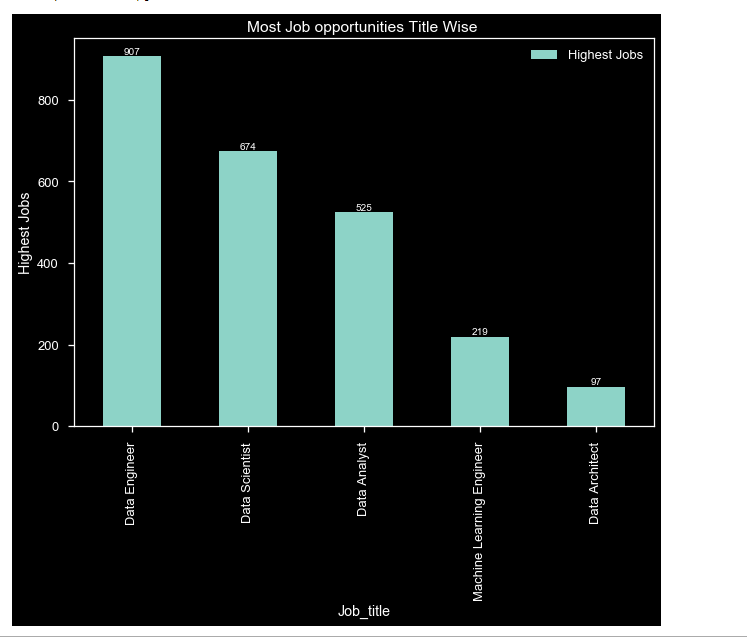 Most Job opportunities Title Wise
Highest Jobs
907
674
525
219
97
Highest Jobs
800
600
400
200
0
Data Engineer
Data Scientist
Data Analyst
Machine Learning Engineer
Data Architect
Job_title